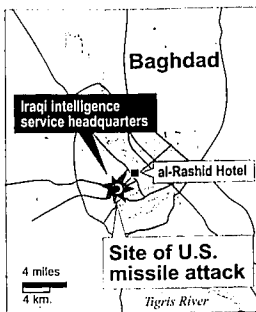 Baghdad
Iraqi intelligence
service headquarters
al-Rashid Hotel
Site of U.S.
missile attack
4 miles
4 km.
Tigris River